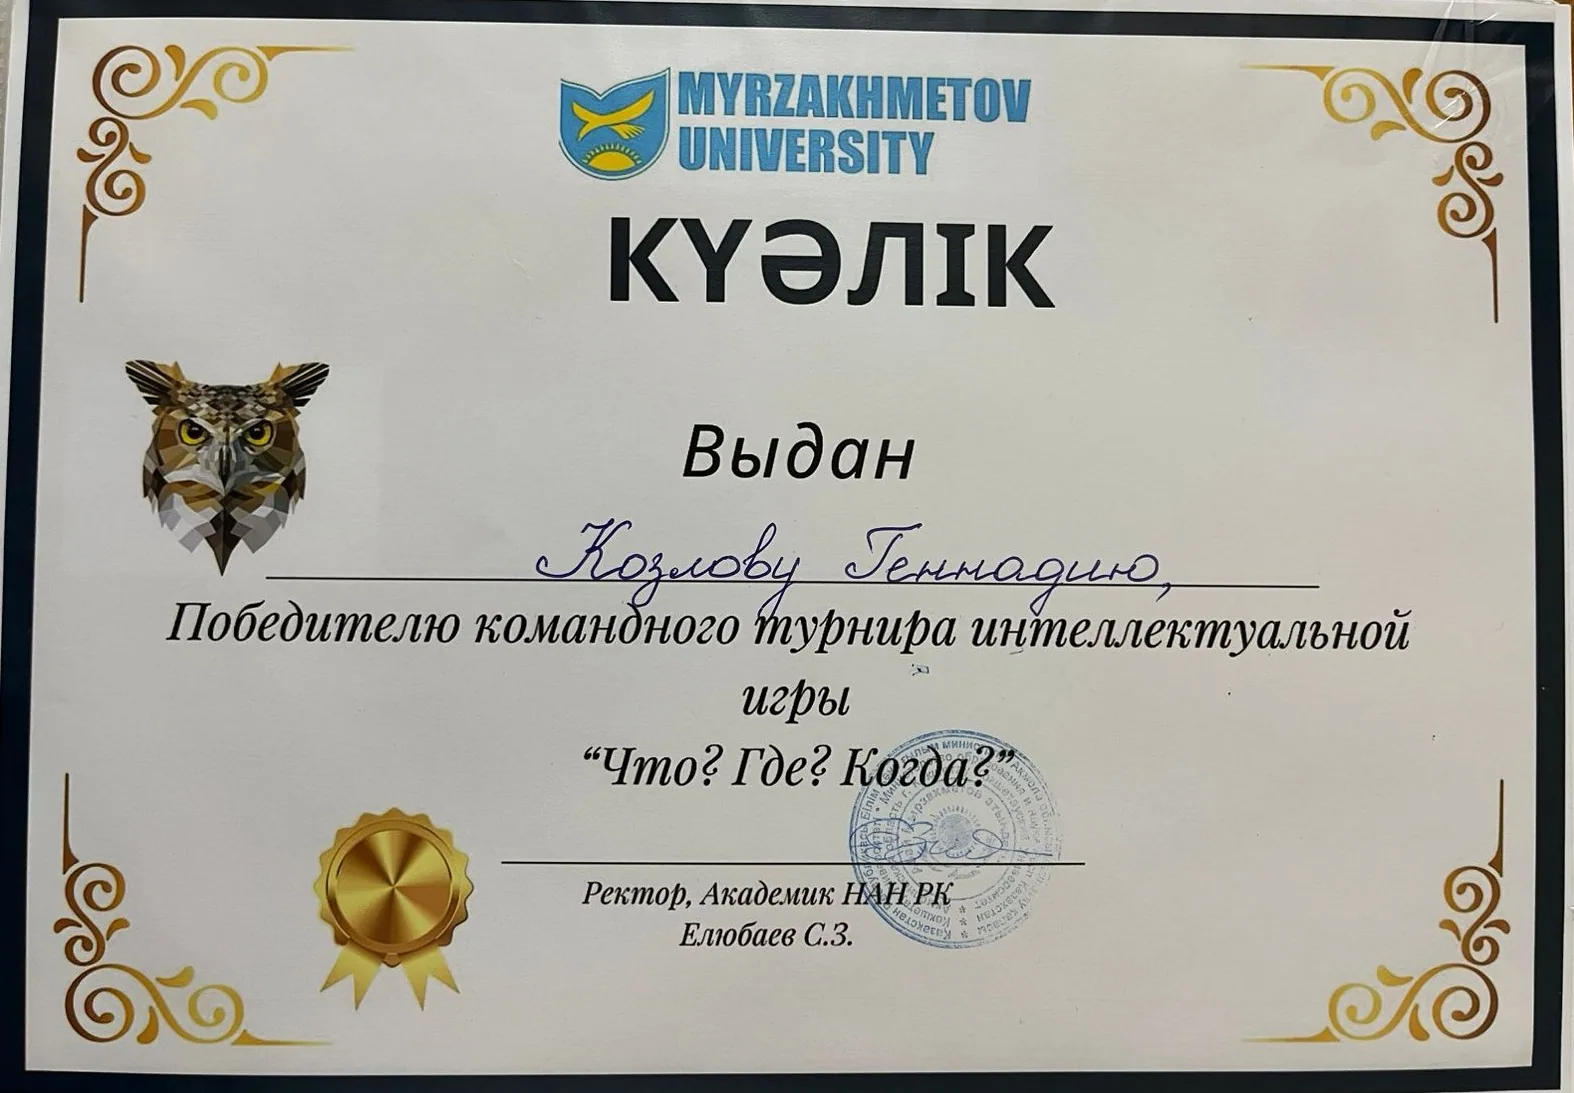 MYRZAKHMETOV
UNIVERSITY
КУӘЛІК
Выдан
Козлову Геннадию,
Победителю командного турнира интеллектуальной
игры
“Что? Где? Когда?”
Ректор, Академик НАН РК
Елюбаев С.З.